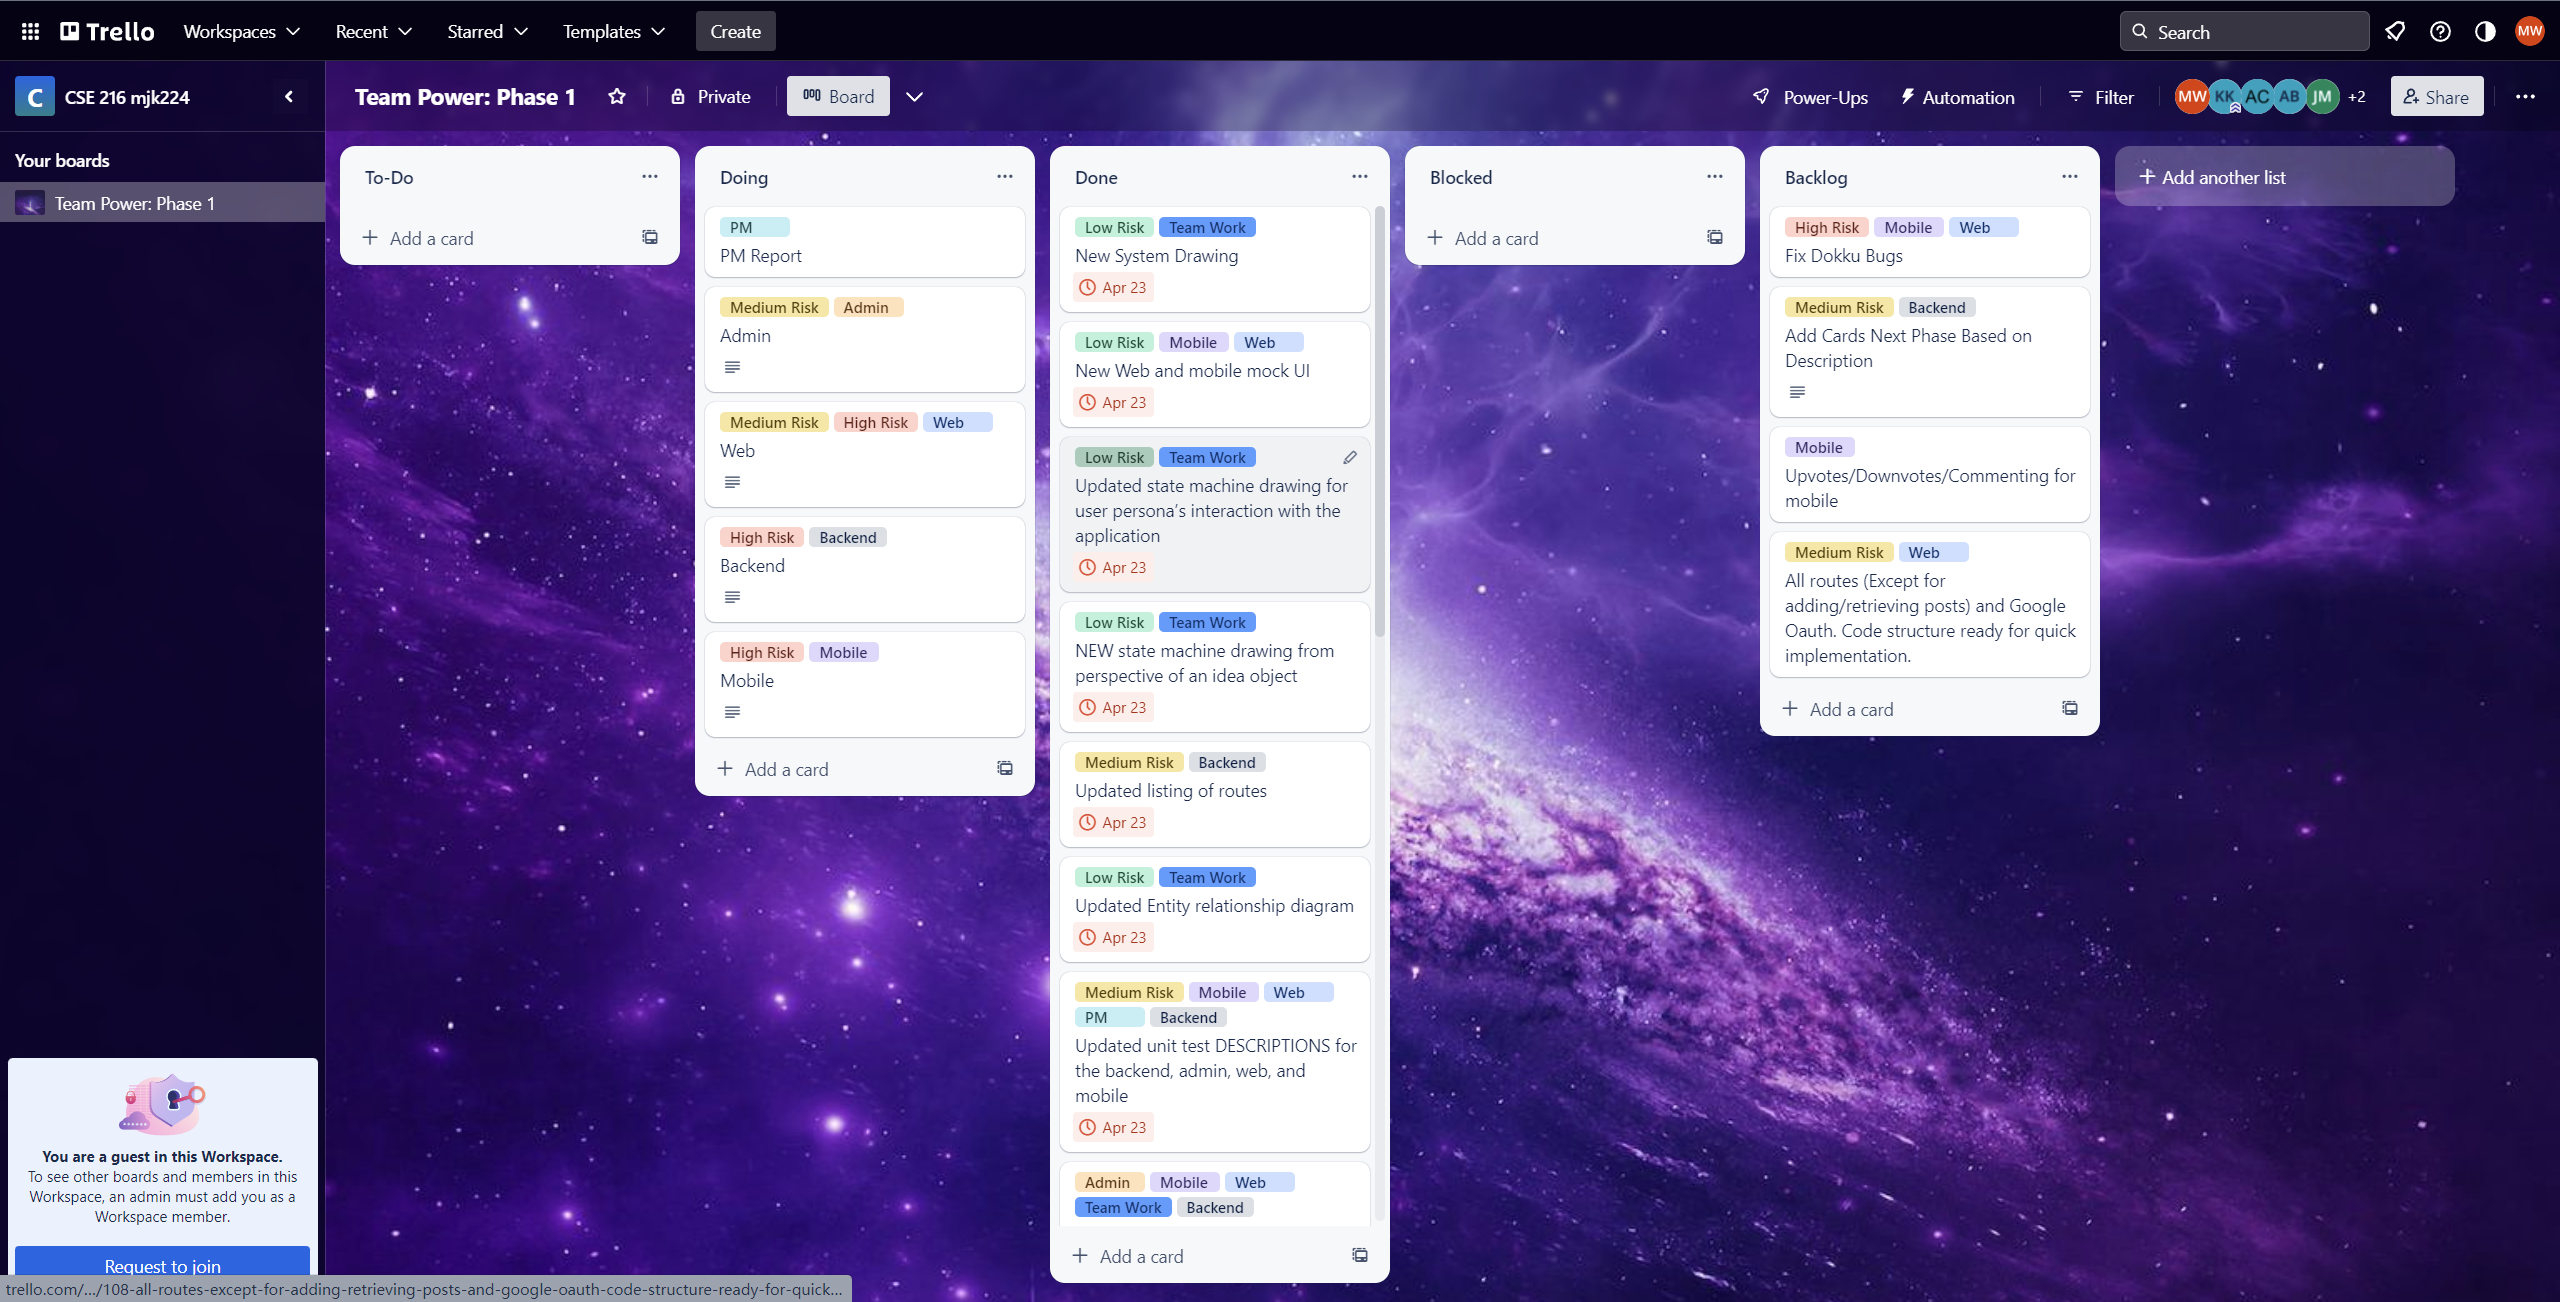 Trello
Workspaces
Recent
Starred
Templates
Create
Search
MW
C
CSE 216 mjk224
Team Power: Phase 1
Private
Board
Power-Ups
Automation
Filter
MW KK AC AB JM +2
Share
Your boards
Team Power: Phase 1
To-Do
Add a card
Doing
PM
PM Report
Medium Risk Admin
Admin
Medium Risk High Risk Web
Web
High Risk Backend
Backend
High Risk Mobile
Mobile
Add a card
Done
Low Risk Team Work
New System Drawing
Apr 23
Low Risk Mobile Web
New Web and mobile mock UI
Apr 23
Low Risk Team Work
Updated state machine drawing for
user persona's interaction with the
application
Apr 23
Low Risk Team Work
NEW state machine drawing from
perspective of an idea object
Apr 23
Medium Risk Backend
Updated listing of routes
Apr 23
Low Risk Team Work
Updated Entity relationship diagram
Apr 23
Medium Risk Mobile Web
PM Backend
Updated unit test DESCRIPTIONS for
the backend, admin, web, and
mobile
Apr 23
Admin Mobile Web
Team Work Backend
Add a card
Blocked
Add a card
Backlog
High Risk Mobile Web
Fix Dokku Bugs
Medium Risk Backend
Add Cards Next Phase Based on
Description
Mobile
Upvotes/Downvotes/Commenting for
mobile
Medium Risk Web
All routes (Except for
adding/retrieving posts) and Google
Oauth. Code structure ready for quick
implementation.
Add a card
Add another list
You are a guest in this Workspace.
To see other boards and members in this
Workspace, an admin must add you as a
Workspace member.
Request to join
trello.com/.../108-all-routes-except-for-adding-retrieving-posts-and-google-oauth-code-structure-ready-for-quick...